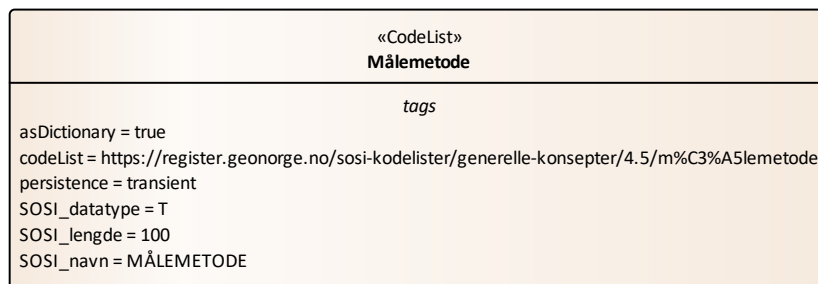 «CodeList»
Målemetode
tags
asDictionary = true
codeList = https://register.geonorge.no/sosi-kodelister/generelle-konsepter/4.5/m%C3%A5lemetode
persistence = transient
SOSI_datatype = T
SOSI_lengde = 100
SOSI_navn = MÅLEMETODE